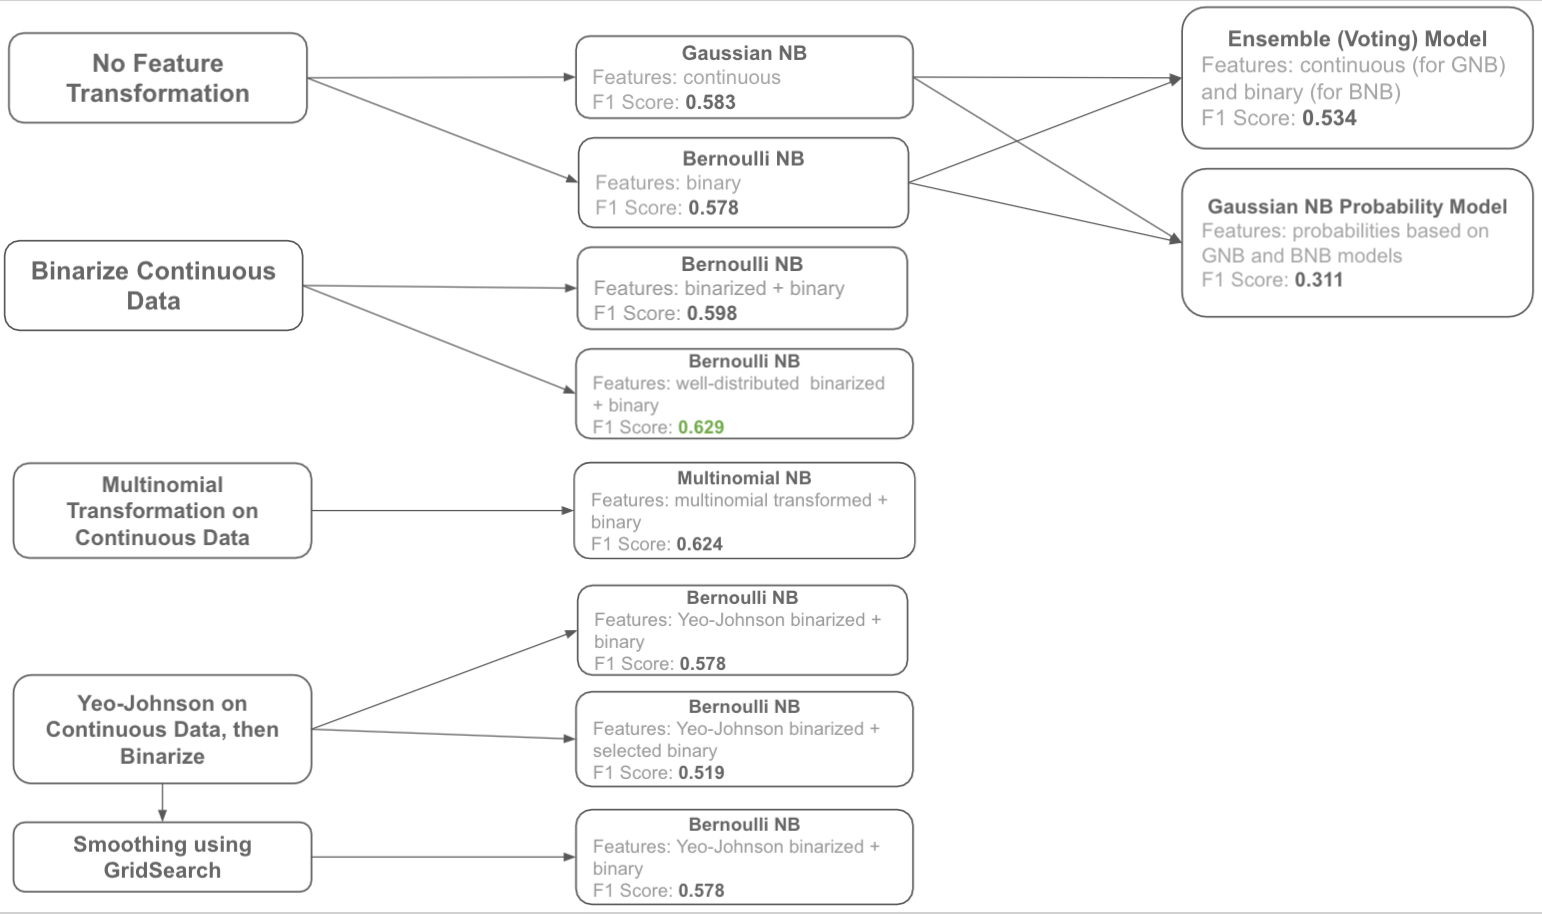 No Feature
Transformation
Gaussian NB
Features: continuous
F1 Score: 0.583
Bernoulli NB
Features: binary
F1 Score: 0.578
Ensemble (Voting) Model
Features: continuous (for GNB)
and binary (for BNB)
F1 Score: 0.534
Gaussian NB Probability Model
Features: probabilities based on
GNB and BNB models
F1 Score: 0.311
Binarize Continuous
Data
Bernoulli NB
Features: binarized + binary
F1 Score: 0.598
Bernoulli NB
Features: well-distributed  binarized
+ binary
F1 Score: 0.629
Multinomial
Transformation on
Continuous Data
Multinomial NB
Features: multinomial transformed +
binary
F1 Score: 0.624
Yeo-Johnson on
Continuous Data, then
Binarize
Bernoulli NB
Features: Yeo-Johnson binarized +
binary
F1 Score: 0.578
Bernoulli NB
Features: Yeo-Johnson binarized +
selected binary
F1 Score: 0.519
Smoothing using
GridSearch
Bernoulli NB
Features: Yeo-Johnson binarized +
binary
F1 Score: 0.578